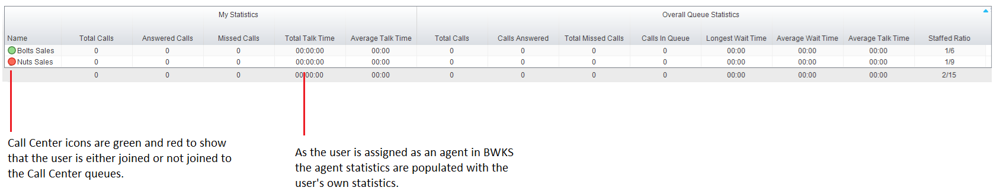 My Statistics Overall Queue Statistics
Name Total Calls Answered Calls Missed Calls Total Talk Time Average Talk Time Total Calls Calls Answered Total Missed Calls Calls In Queue Longest Wait Time Average Wait Time Average Talk Time Staffed Ratio
Bolts Sales 0 0 0 00:00:00 00:00 0 0 0 0 00:00 00:00 00:00 1/6
Nuts Sales 0 0 0 00:00:00 00:00 0 0 0 0 00:00 00:00 00:00 1/9
0 0 0 00:00:00 00:00 0 0 0 0 00:00 00:00 00:00 2/15
Call Center icons are green and red to show
that the user is either joined or not joined to
the Call Center queues.
As the user is assigned as an agent in BWKS
the agent statistics are populated with the
user's own statistics.